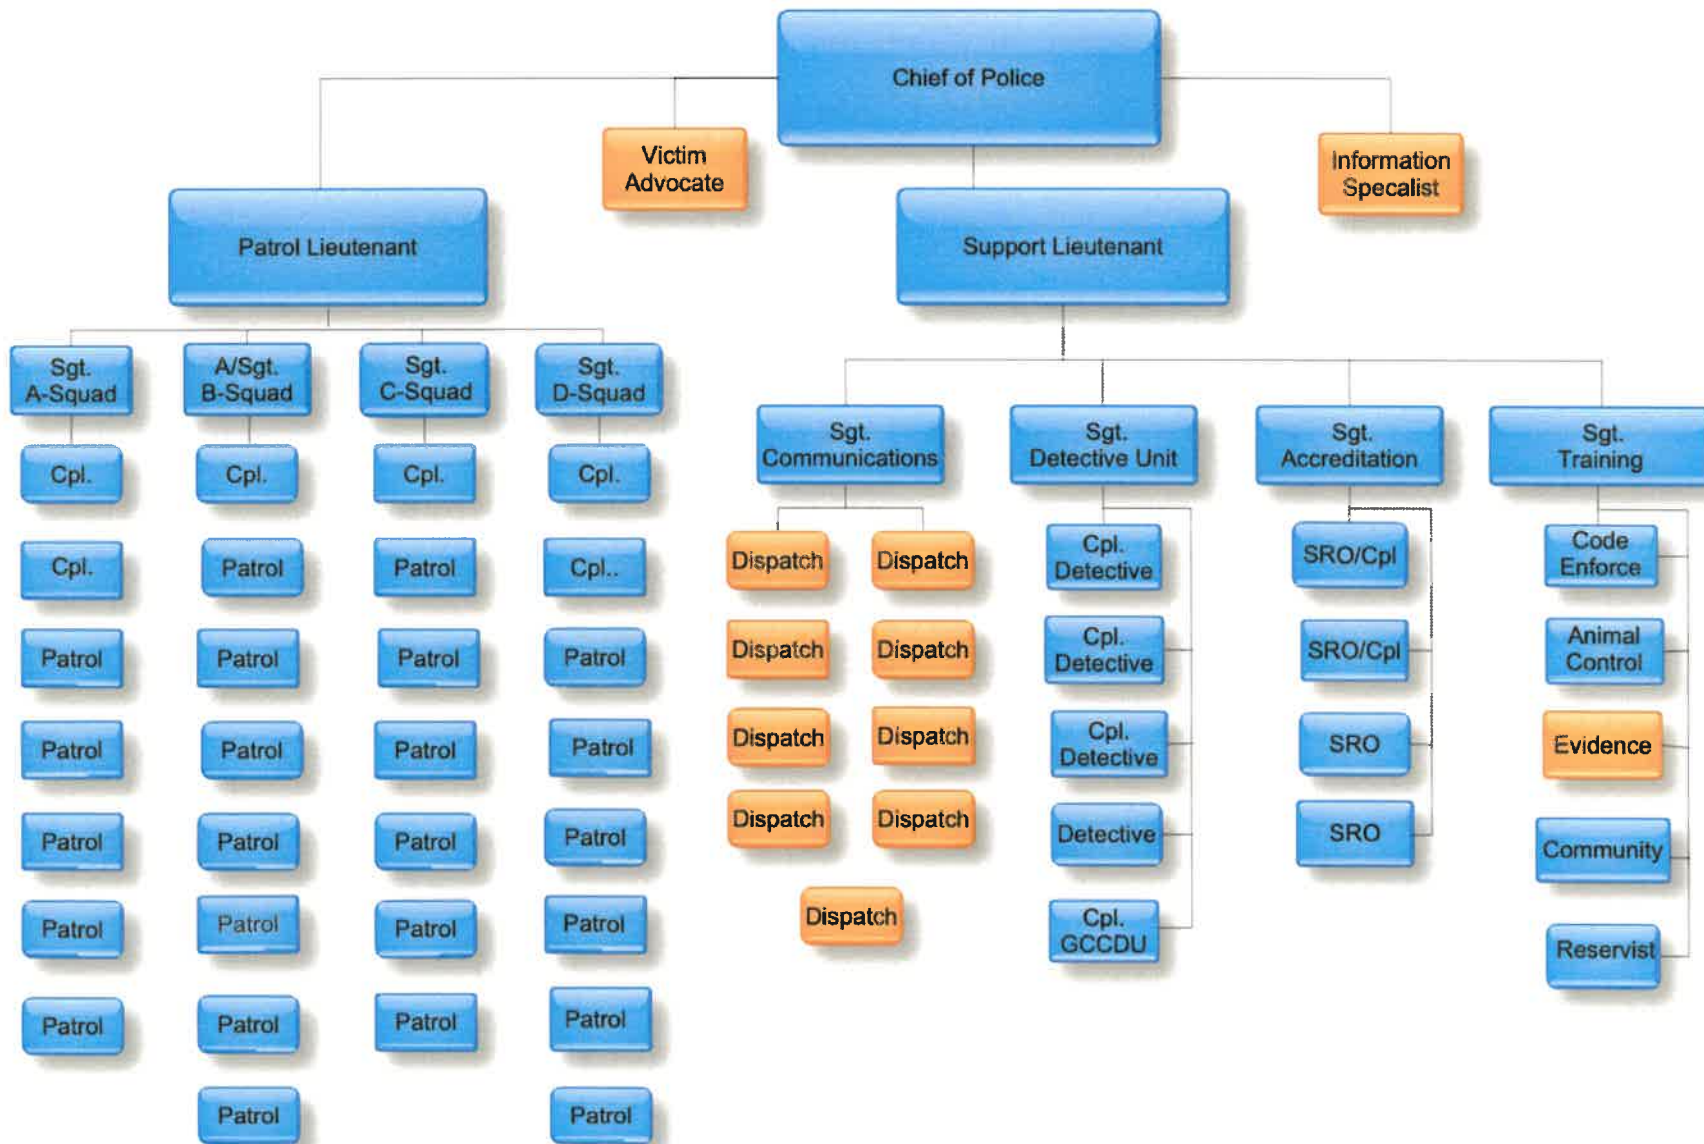 Chief of Police
Victim
Advocate
Information
Specalist
Patrol Lieutenant
Support Lieutenant
Sgt.
A-Squad
A/Sgt.
B-Squad
Sgt.
C-Squad
Sgt.
D-Squad
Sgt.
Communications
Sgt.
Detective Unit
Sgt.
Accreditation
Sgt.
Training
Cpl.
Cpl.
Cpl.
Cpl.
Cpl.
Patrol
Patrol
Cpl..
Dispatch
Dispatch
Cpl.
Detective
SRO/Cpl
Code
Enforce
Patrol
Patrol
Patrol
Patrol
Dispatch
Dispatch
Cpl.
Detective
SRO/Cpl
Animal
Control
Patrol
Patrol
Patrol
Patrol
Dispatch
Dispatch
Cpl.
Detective
SRO
Evidence
Patrol
Patrol
Patrol
Patrol
Dispatch
Dispatch
Detective
SRO
Community
Patrol
Patrol
Patrol
Patrol
Dispatch
Cpl.
GCCDU
Reservist
Patrol
Patrol
Patrol
Patrol
Patrol
Patrol